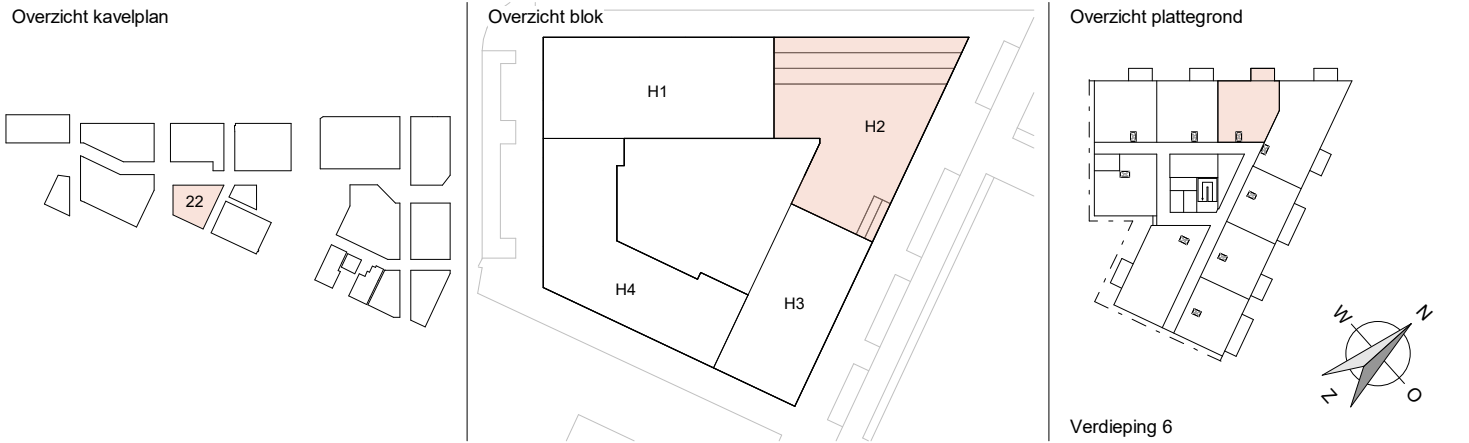 Overzicht kavelplan
22
Overzicht blok
H1
H2
H4
H3
Overzicht plattegrond
W
N
Z
O
Verdieping 6